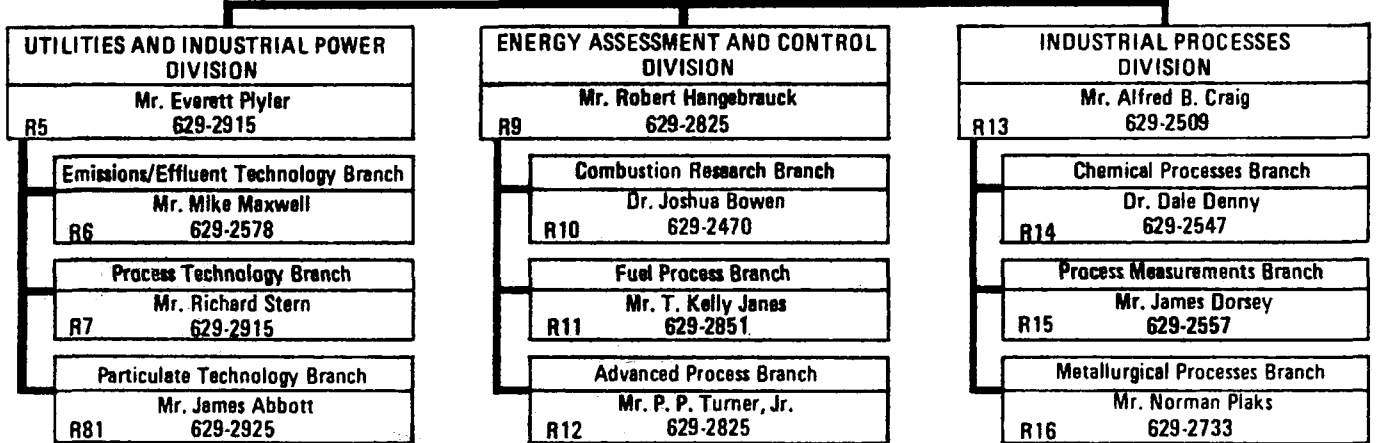 UTILITIES AND INDUSTRIAL POWER
DIVISION
Mr. Everett Plyler
R5 629-2915
Emissions/Effluent Technology Branch
Mr. Mike Maxwell
R6 629-2578
Process Technology Branch
Mr. Richard Stern
R7 629-2915
Particulate Technology Branch
Mr. James Abbott
R81 629-2925
ENERGY ASSESSMENT AND CONTROL
DIVISION
Mr. Robert Hangebrauck
R9 629-2825
Combustion Research Branch
Dr. Joshua Bowen
R10 629-2470
Fuel Process Branch
Mr. T. Kelly Janes
R11 629-2851
Advanced Process Branch
Mr. P. P. Turner, Jr.
R12 629-2825
INDUSTRIAL PROCESSES
DIVISION
Mr. Alfred B. Craig
R13 629-2509
Chemical Processes Branch
Dr. Dale Denny
R14 629-2547
Process Measurements Branch
Mr. James Dorsey
R15 629-2557
Metallurgical Processes Branch
Mr. Norman Plaks
R16 629-2733